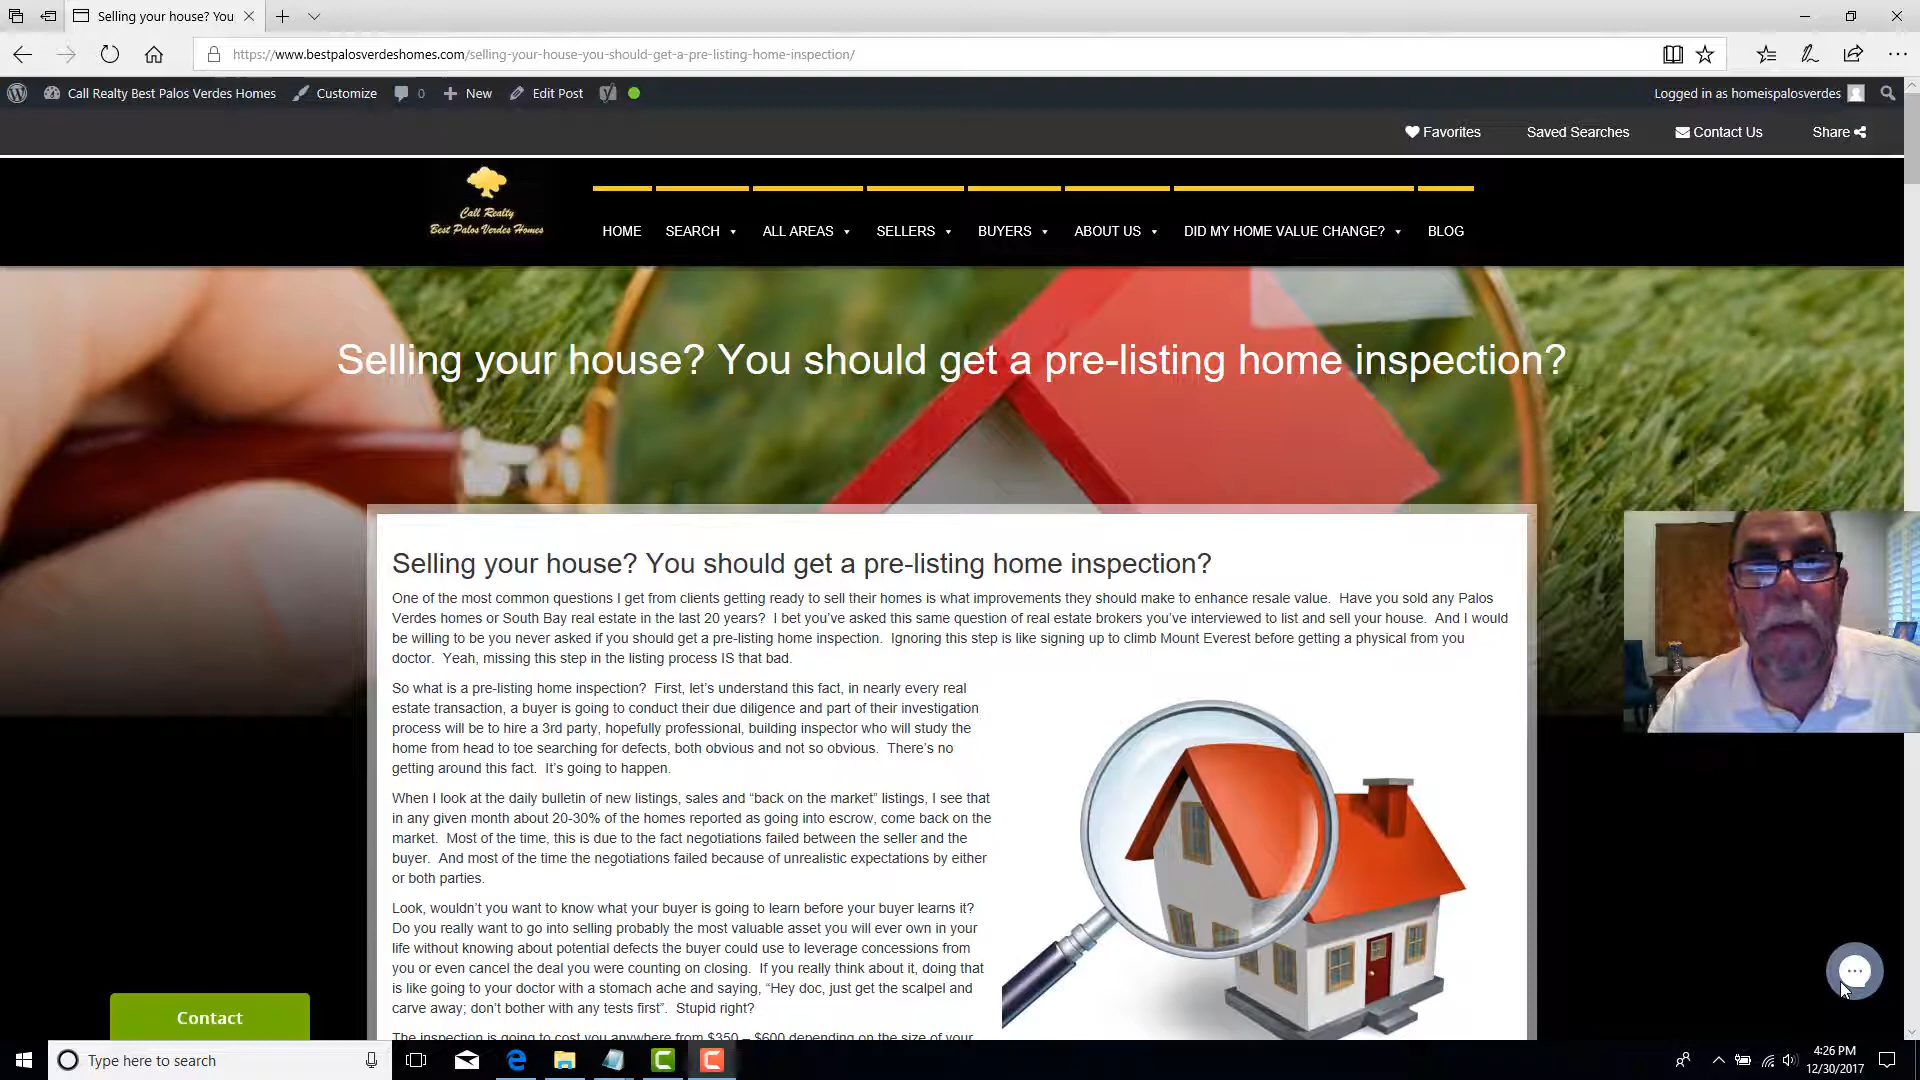 Selling your house? You
https://www.bestpalosverdeshomes.com/selling-your-house-you-should-get-a-pre-listing-home-inspection/
Call Realty Best Palos Verdes Homes
Customize
0
New
Edit Post
Logged in as homeispalosverdes
Favorites
Saved Searches
Contact Us
Share
Call Realty
Best Palos Verdes Homes
HOME
SEARCH
ALL AREAS
SELLERS
BUYERS
ABOUT US
DID MY HOME VALUE CHANGE?
BLOG
Selling your house? You should get a pre-listing home inspection?
Selling your house? You should get a pre-listing home inspection?
One of the most common questions I get from clients getting ready to sell their homes is what improvements they should make to enhance resale value.  Have you sold any Palos
Verdes homes or South Bay real estate in the last 20 years?  I bet you've asked this same question of real estate brokers you've interviewed to list and sell your house.  And I would
be willing to be you never asked if you should get a pre-listing home inspection.  Ignoring this step is like signing up to climb Mount Everest before getting a physical from you
doctor.  Yeah, missing this step in the listing process IS that bad.
So what is a pre-listing home inspection?  First, let's understand this fact, in nearly every real
estate transaction, a buyer is going to conduct their due diligence and part of their investigation
process will be to hire a 3rd party, hopefully professional, building inspector who will study the
home from head to toe searching for defects, both obvious and not so obvious.  There's no
getting around this fact.  It's going to happen.
When I look at the daily bulletin of new listings, sales and “back on the market” listings, I see that
in any given month about 20-30% of the homes reported as going into escrow, come back on the
market.  Most of the time, this is due to the fact negotiations failed between the seller and the
buyer.  And most of the time the negotiations failed because of unrealistic expectations by either
or both parties.
Look, wouldn't you want to know what your buyer is going to learn before your buyer learns it?
Do you really want to go into selling probably the most valuable asset you will ever own in your
life without knowing about potential defects the buyer could use to leverage concessions from
you or even cancel the deal you were counting on closing.  If you really think about it, doing that
is like going to your doctor with a stomach ache and saying, “Hey doc, just get the scalpel and
carve away; don't bother with any tests first”.  Stupid right?
The inspection is going to cost you anywhere from $350 – $600 depending on the size of your
Contact
Type here to search
4:26 PM
12/30/2017